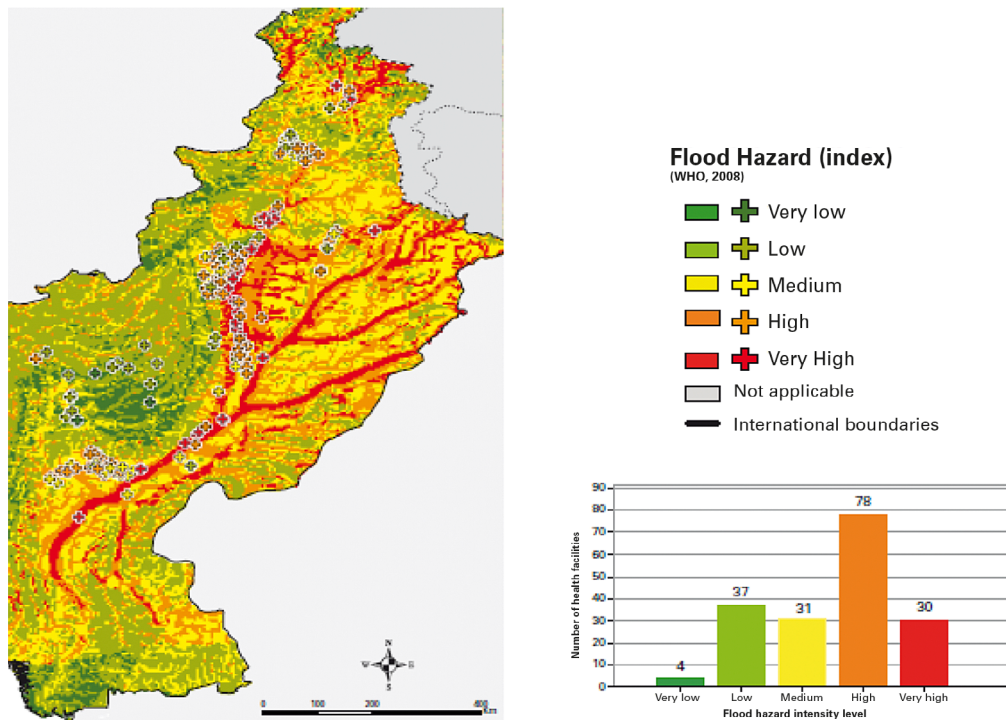 Flood Hazard (index)
(WHO, 2008)
Very low
Low
Medium
High
Very High
Not applicable
International boundaries
N
W
S
0 100 200 400
Km
Number of health facilities
90
80
70
60
50
40
30
20
10
0
4
37
31
78
30
Very low Low Medium High Very high
Flood hazard intensity level